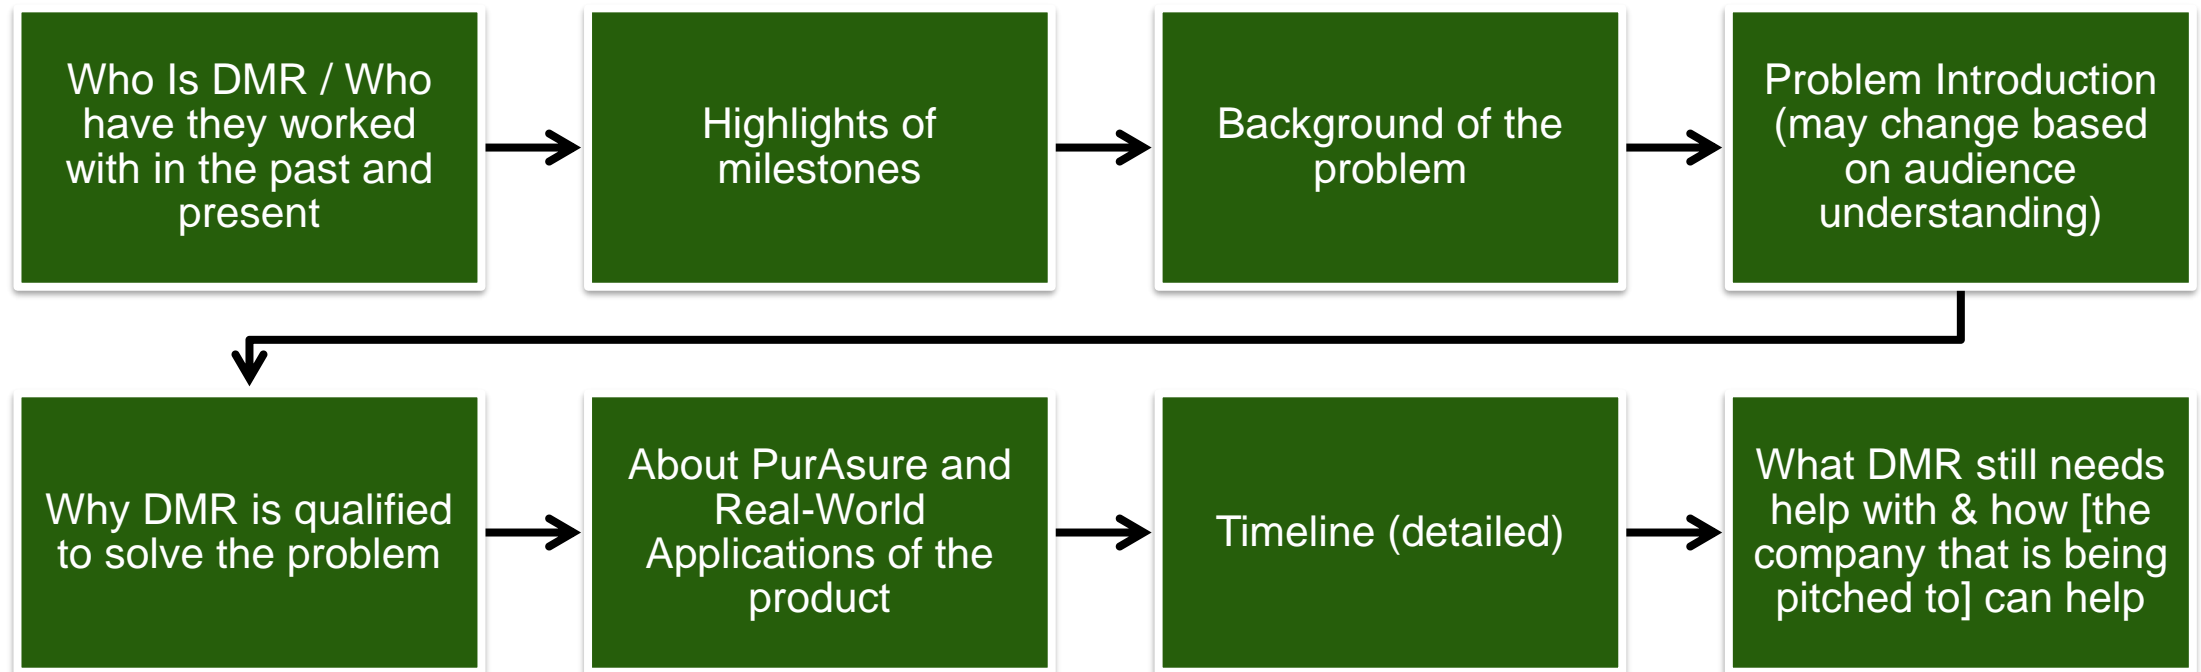 Who Is DMR / Who
have they worked
with in the past and
present
Highlights of
milestones
Background of the
problem
Problem Introduction
(may change based
on audience
understanding)
Why DMR is qualified
to solve the problem
About PurAsure and
Real-World
Applications of the
product
Timeline (detailed)
What DMR still needs
help with & how [the
company that is being
pitched to] can help